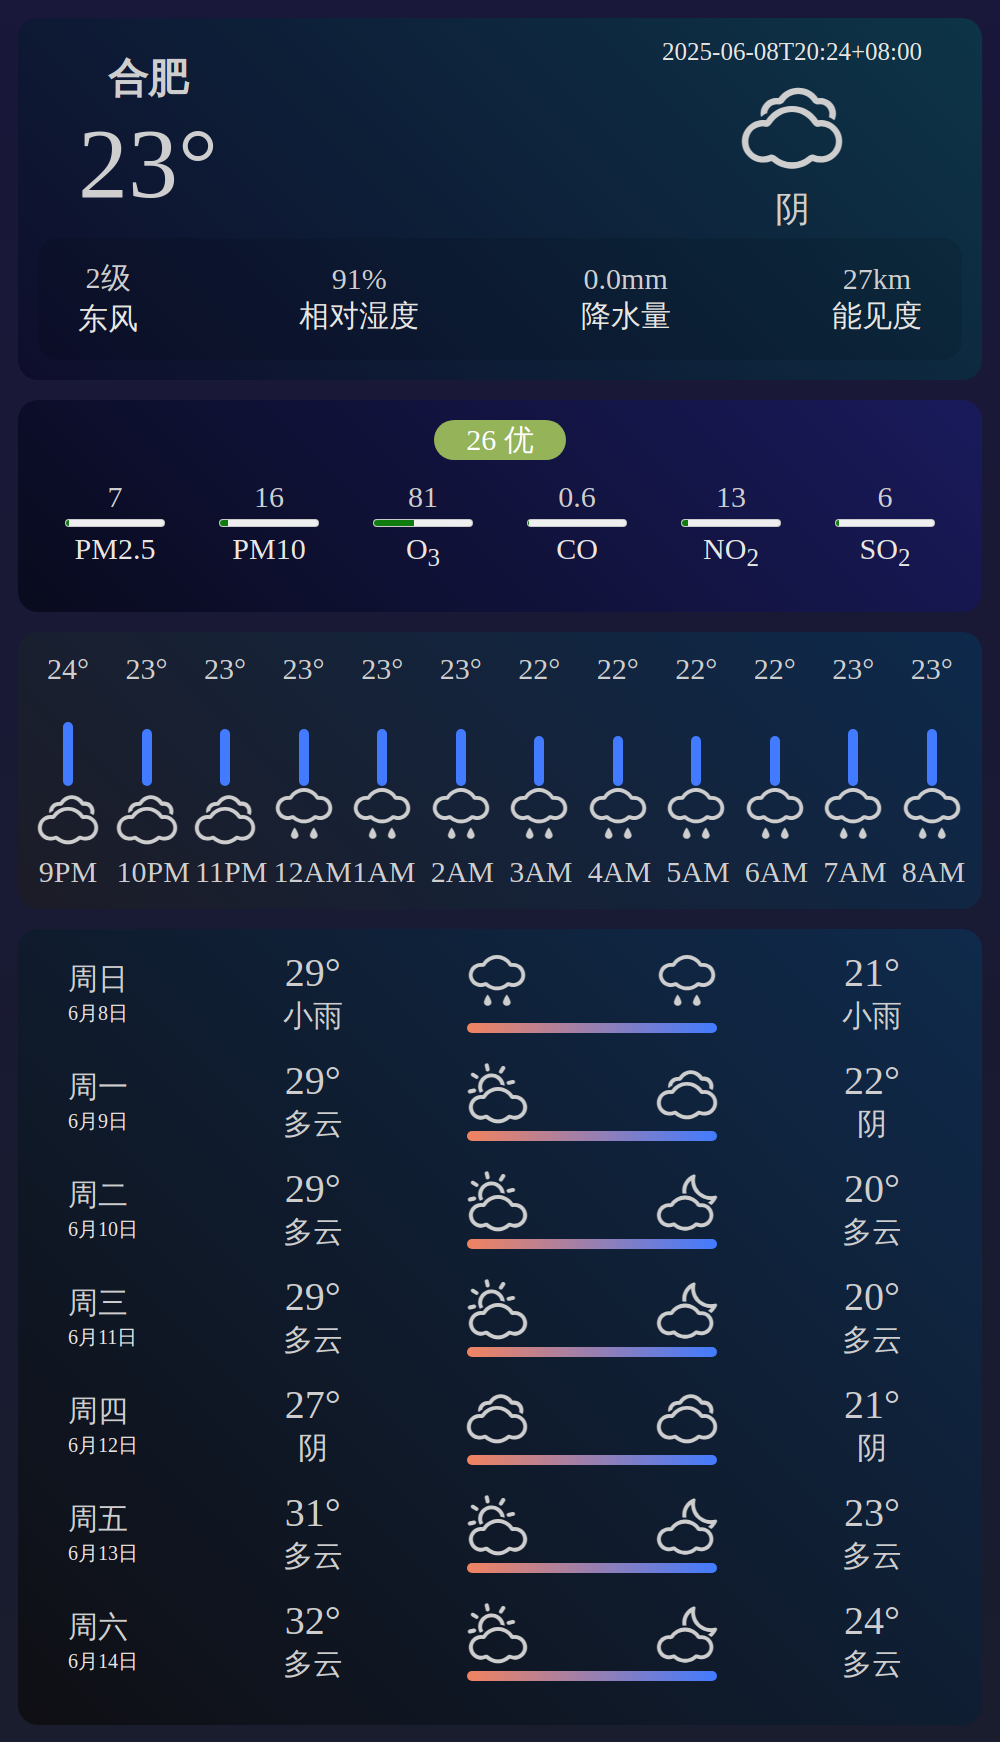 合肥
23°
2025-06-08T20:24+08:00
阴
2级 91% 0.0mm 27km
东风 相对湿度 降水量 能见度
26 优
7 16 81 0.6 13 6
PM2.5 PM10 O3 CO NO2 SO2
24° 23° 23° 23° 23° 23° 22° 22° 22° 22° 23° 23°
9PM 10PM 11PM 12AM 1AM 2AM 3AM 4AM 5AM 6AM 7AM 8AM
周日 29° 21°
6月8日 小雨 小雨
周一 29° 22°
6月9日 多云 阴
周二 29° 20°
6月10日 多云 多云
周三 29° 20°
6月11日 多云 多云
周四 27° 21°
6月12日 阴 阴
周五 31° 23°
6月13日 多云 多云
周六 32° 24°
6月14日 多云 多云